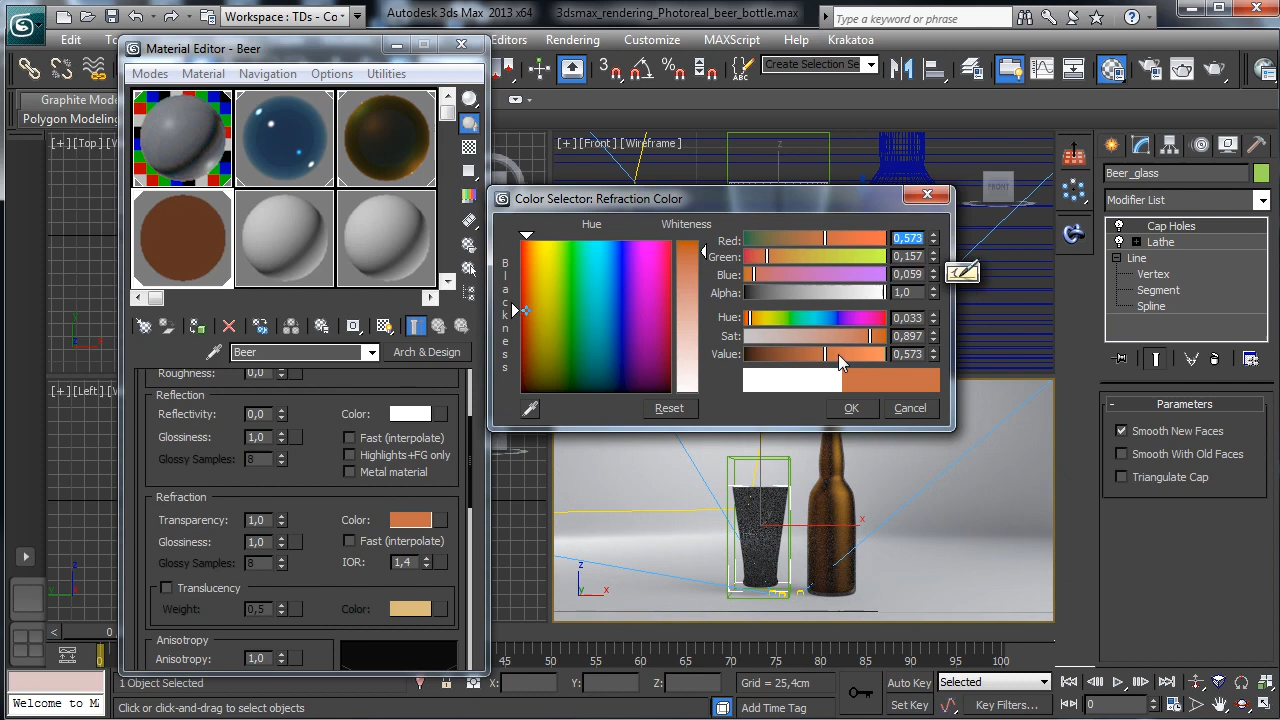 Workspace : TDs - Co
Autodesk 3ds Max 2013 x64
3dsmax_rendering_Photoreal_beer_bottle.max
Type a keyword or phrase
Edit
Editors
Rendering
Customize
MAXScript
Help
Krakatoa
Material Editor - Beer
Modes
Material
Navigation
Options
Utilities
Create Selection Se
Graphite Mode
Polygon Modeling
[+][Top][W
[+][Front][Wireframe]
[+][Left]
z
FRONT
Color Selector: Refraction Color
Hue
Whiteness
Blackness
Red:
0,573
Green:
0,157
Blue:
0,059
Alpha:
1,0
Hue:
0,033
Sat:
0,897
Value:
0,573
Reset
OK
Cancel
Beer_glass
Modifier List
Cap Holes
Lathe
Line
Vertex
Segment
Spline
Parameters
Smooth New Faces
Smooth With Old Faces
Triangulate Cap
Beer
Arch & Design
Roughness:
0,0
Reflection
Reflectivity:
0,0
Color:
Glossiness:
1,0
Fast (interpolate)
Glossy Samples:
8
Highlights+FG only
Metal material
Refraction
Transparency:
1,0
Color:
Glossiness:
1,0
Fast (interpolate)
Glossy Samples:
8
IOR:
1,4
Translucency
Weight:
0,5
Color:
Anisotropy
Anisotropy:
1,0
z
x
y
x
z
x
y
0
0
45
50
55
60
65
70
75
80
85
90
95
100
1 Object Selected
X:
Y:
Z:
Grid = 25,4cm
Auto Key
Selected
Set Key
Key Filters...
0
Welcome to MA
Click or click-and-drag to select objects
Add Time Tag